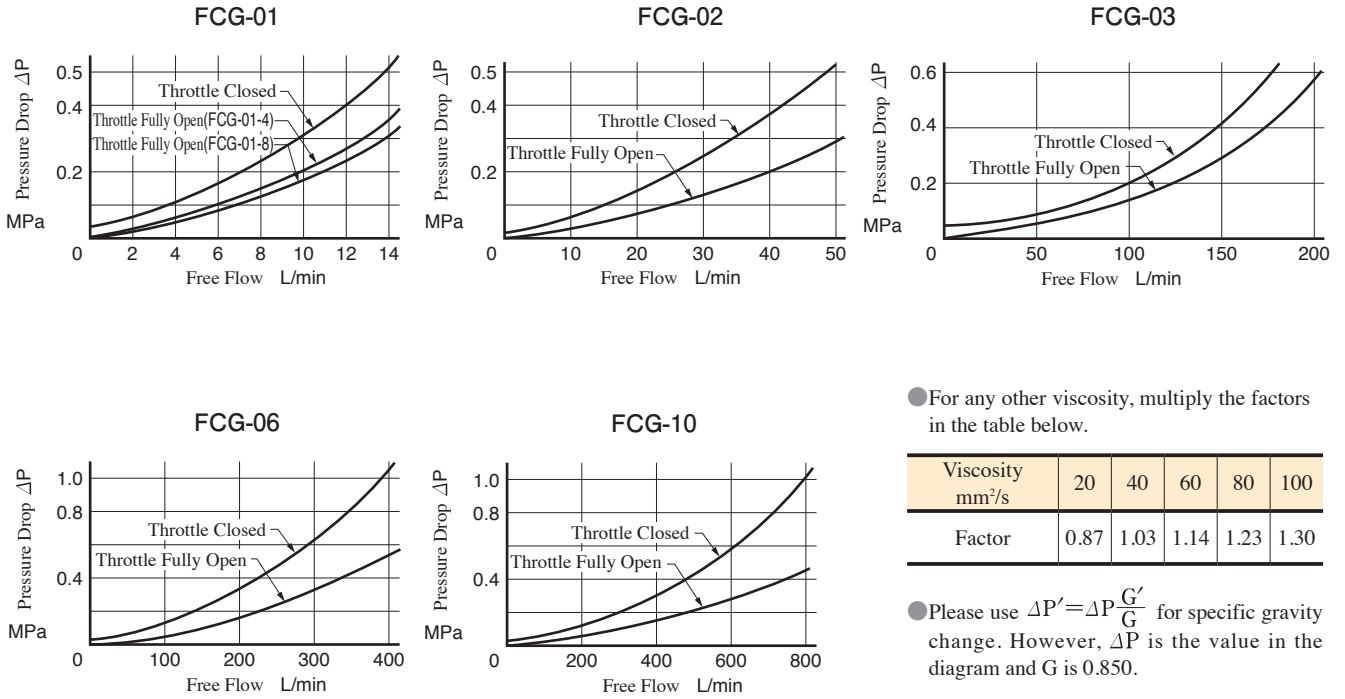 FCG-01
Pressure Drop ΔP
MPa
0.5
0.4
0.2
0
Throttle Closed
Throttle Fully Open(FCG-01-4)
Throttle Fully Open(FCG-01-8)
2 4 6 8 10 12 14
Free Flow L/min
FCG-02
Pressure Drop ΔP
MPa
0.5
0.4
0.2
0
Throttle Closed
Throttle Fully Open
10 20 30 40 50
Free Flow L/min
FCG-03
Pressure Drop ΔP
MPa
0.6
0.4
0.2
0
Throttle Closed
Throttle Fully Open
50 100 150 200
Free Flow L/min
FCG-06
Pressure Drop ΔP
MPa
1.0
0.8
0.4
0
Throttle Closed
Throttle Fully Open
100 200 300 400
Free Flow L/min
FCG-10
Pressure Drop ΔP
MPa
1.0
0.8
0.4
0
Throttle Closed
Throttle Fully Open
200 400 600 800
Free Flow L/min
●For any other viscosity, multiply the factors
in the table below.
Viscosity mm²/s 20 40 60 80 100
Factor 0.87 1.03 1.14 1.23 1.30
●Please use ΔP′=ΔP G′/G for specific gravity
change. However, ΔP is the value in the
diagram and G is 0.850.